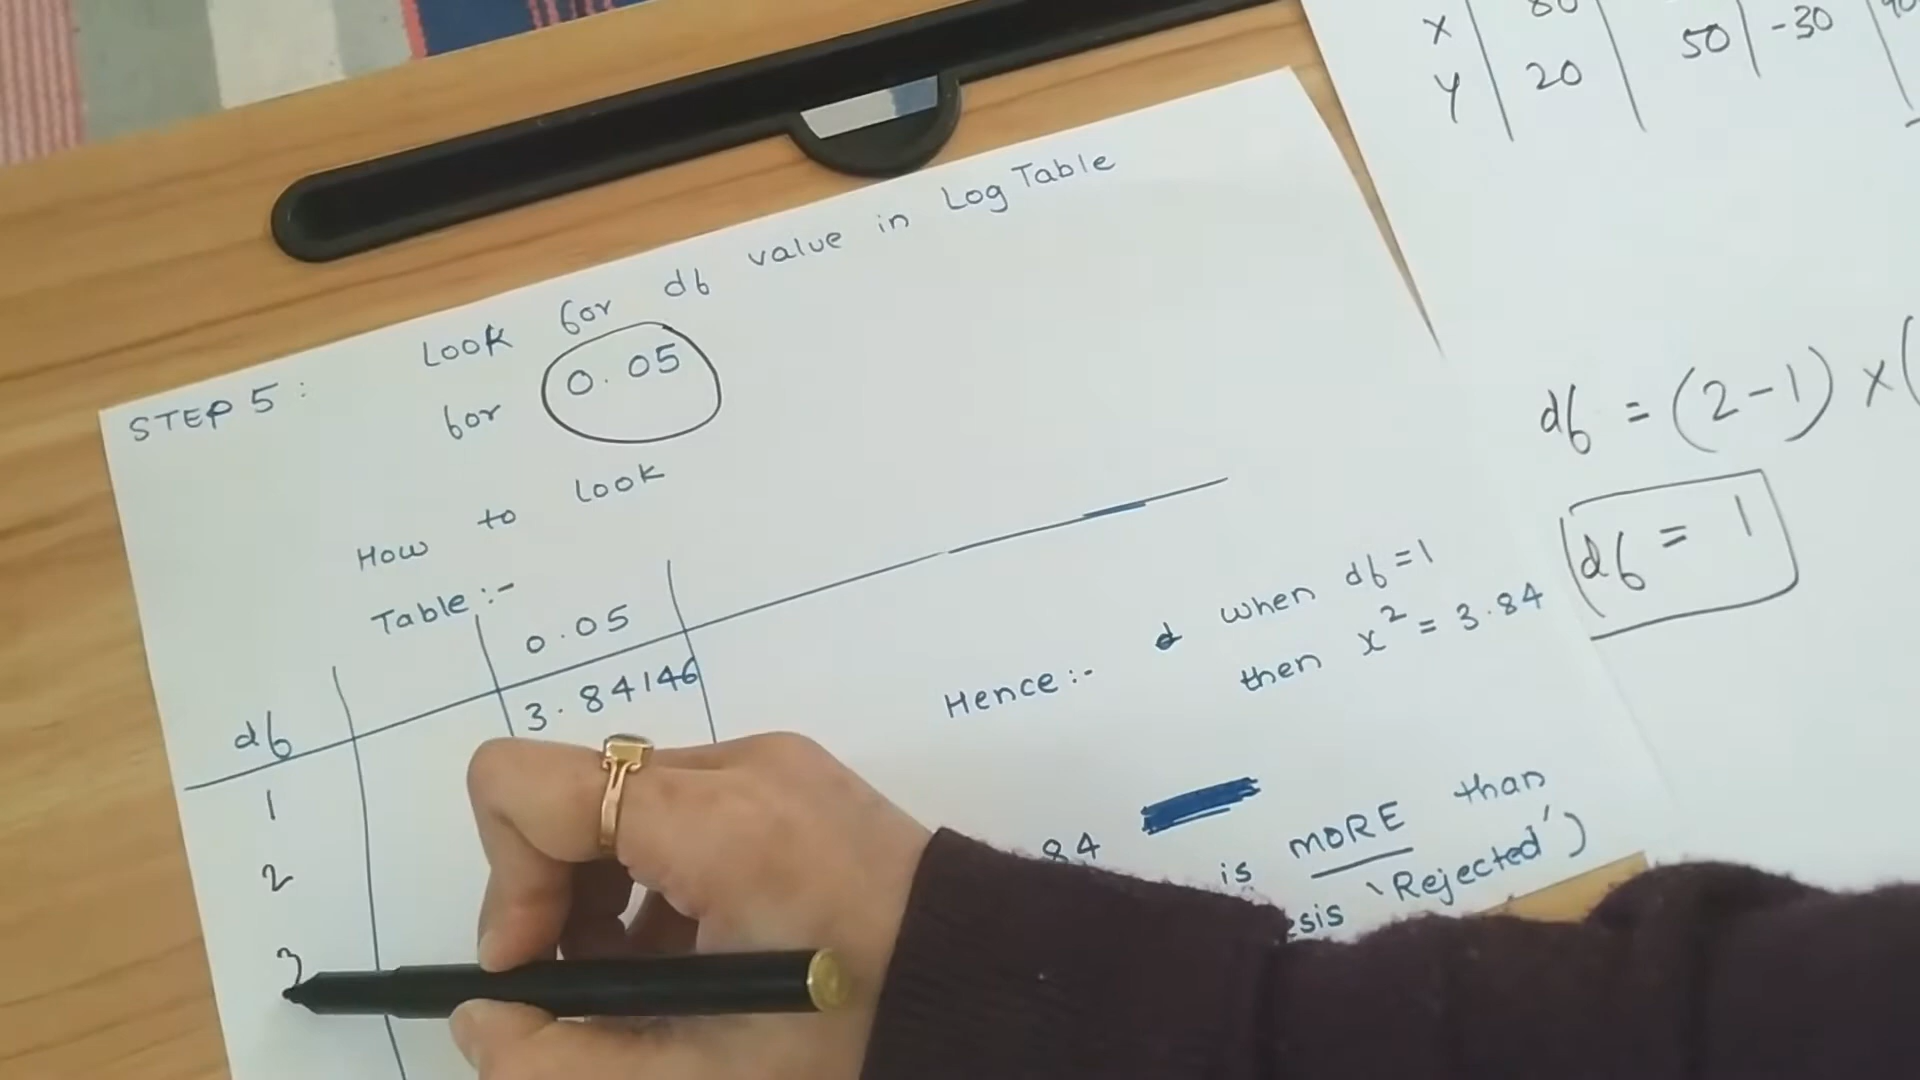 STEP 5: Look for df value in Log Table
for 0.05
How to look
Table:-
df 0.05
1 3.84146
2
3
Hence:- when df=1
then x² = 3.84
84
is MORE than
sis 'Rejected')
X 80
Y 20 50 -30
df = (2-1) x (
df = 1